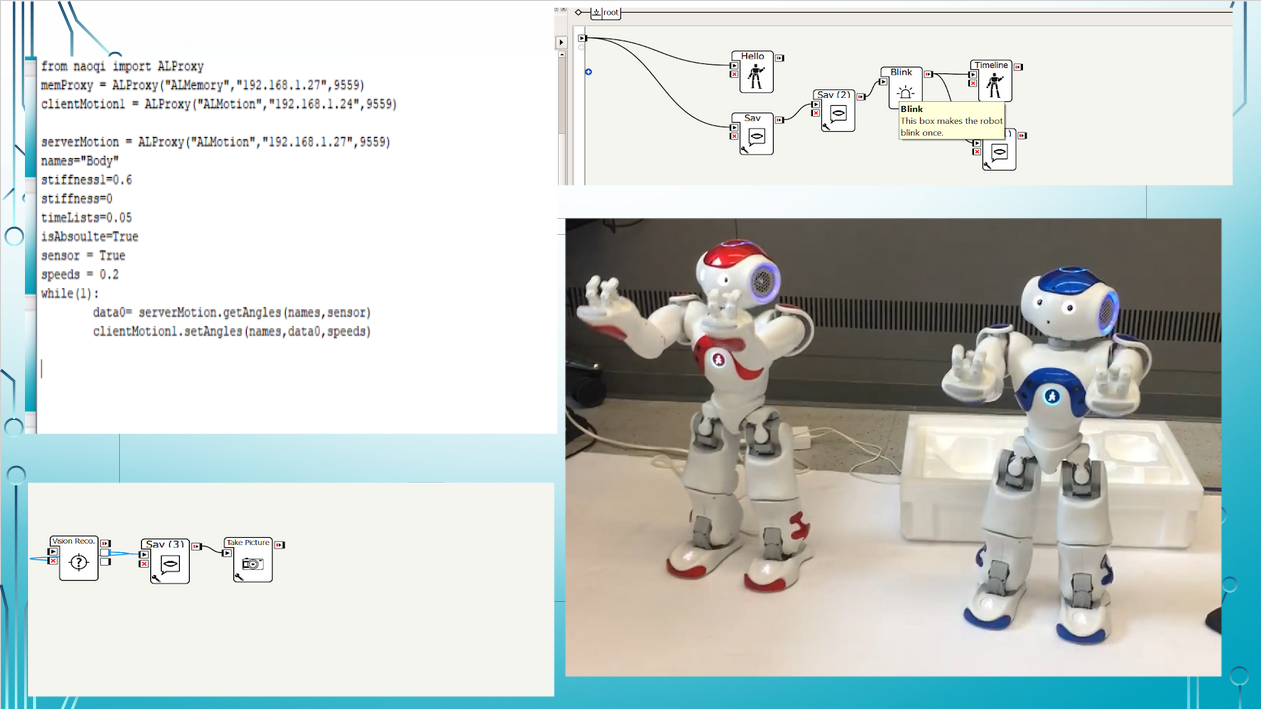 from naoqi import ALProxy
memProxy = ALProxy("ALMemory","192.168.1.27",9559)
clientMotion1 = ALProxy("ALMotion","192.168.1.24",9559)
serverMotion = ALProxy("ALMotion","192.168.1.27",9559)
names="Body"
stiffness1=0.6
stiffness=0
timeLists=0.05
isAbsoulte=True
sensor = True
speeds = 0.2
while(1):
data0= serverMotion.getAngles(names,sensor)
clientMotion1.setAngles(names,data0,speeds)
root
Hello
Say
Say (2)
Blink
Timeline
Blink
This box makes the robot
blink once.
Vision Reco.
Say (3)
Take Picture